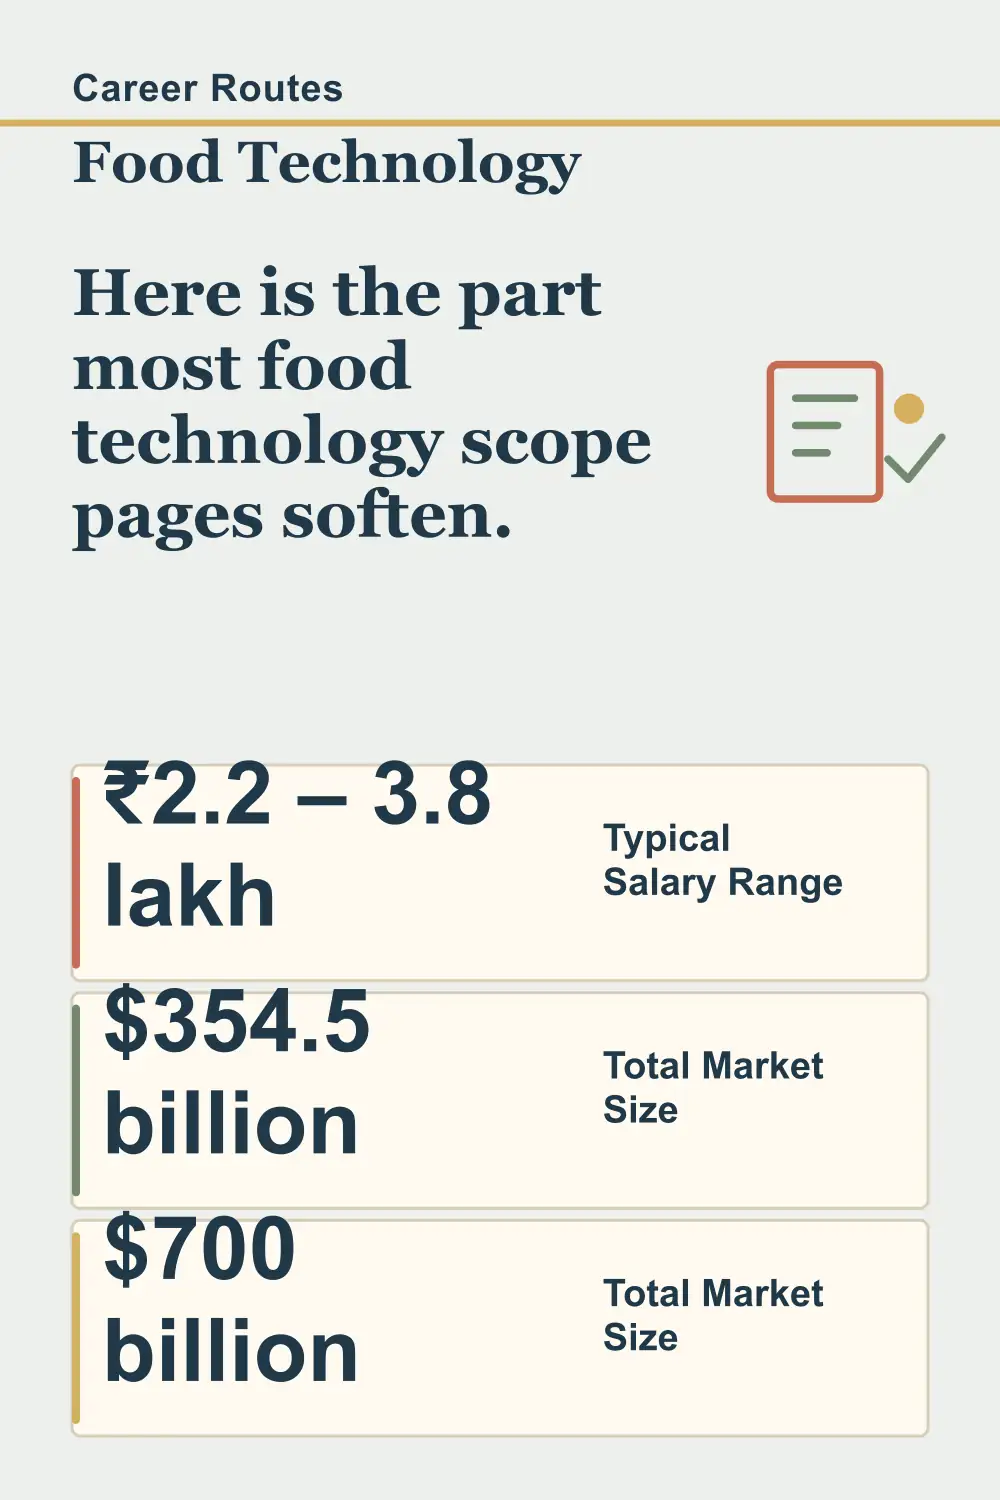 Career Routes
Food Technology
Here is the part
most food
technology scope
pages soften.
₹2.2 – 3.8
lakh
Typical
Salary Range
$354.5
billion
Total Market
Size
$700
billion
Total Market
Size